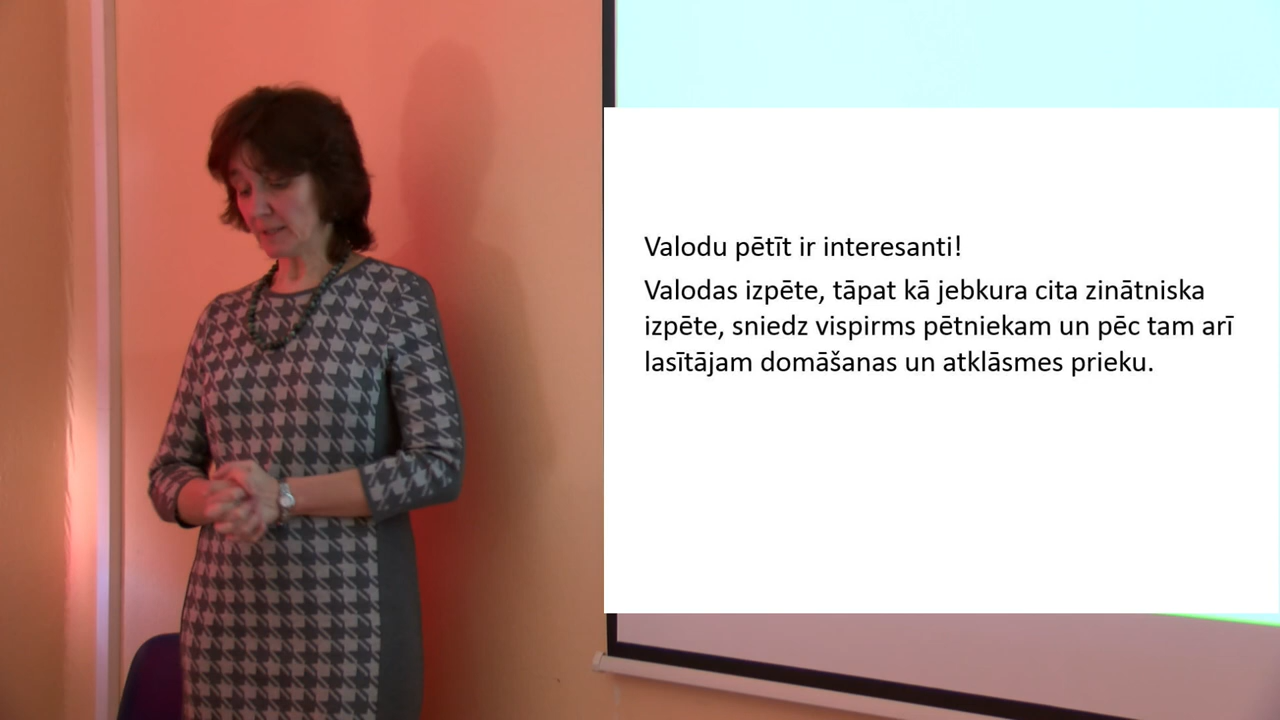 Valodu pētīt ir interesanti!
Valodas izpēte, tāpat kā jebkura cita zinātniska
izpēte, sniedz vispirms pētniekam un pēc tam arī
lasītājam domāšanas un atklāsmes prieku.